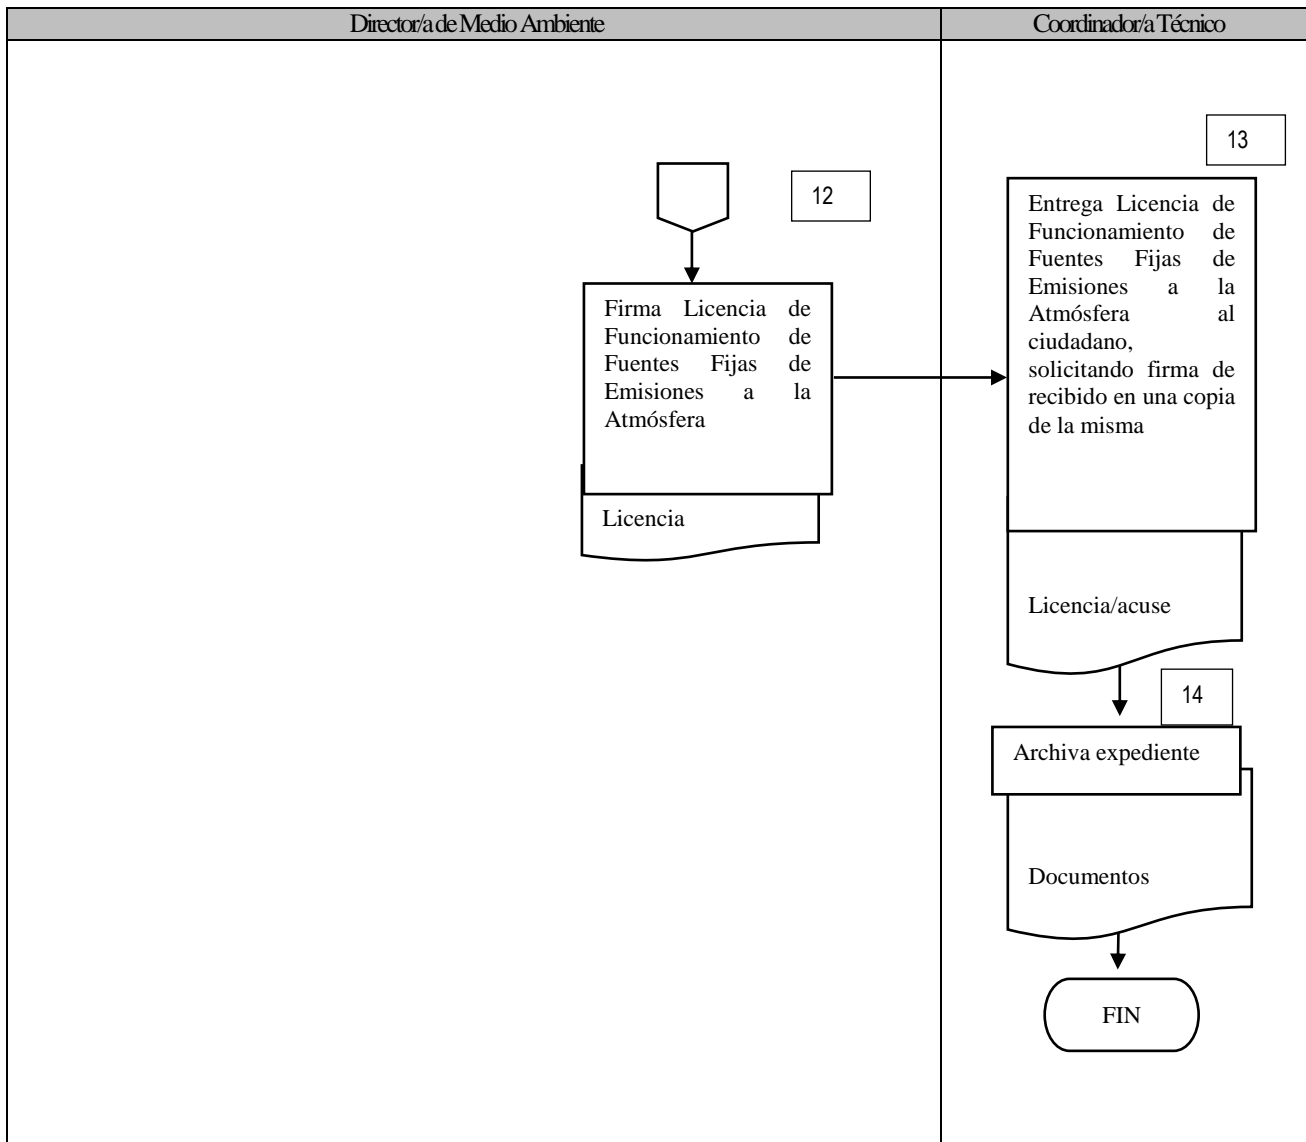 Director/a de Medio Ambiente
Coordinador/a Técnico
12
Firma Licencia de
Funcionamiento de
Fuentes Fijas de
Emisiones a la
Atmósfera
Licencia
13
Entrega Licencia de
Funcionamiento de
Fuentes Fijas de
Emisiones a la
Atmósfera al
ciudadano,
solicitando firma de
recibido en una copia
de la misma
Licencia/acuse
14
Archiva expediente
Documentos
FIN